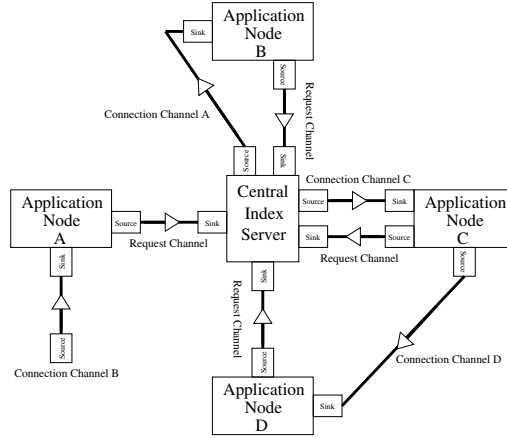 Application
Node
B
Sink
Source
Request Channel
Connection Channel A
Source
Sink
Central
Index
Server
Connection Channel C
Source
Sink
Application
Node
A
Source
Sink
Request Channel
Sink
Source
Request Channel
Application
Node
C
Sink
Source
Connection Channel B
Sink
Request Channel
Source
Source
Connection Channel D
Application
Node
D
Sink